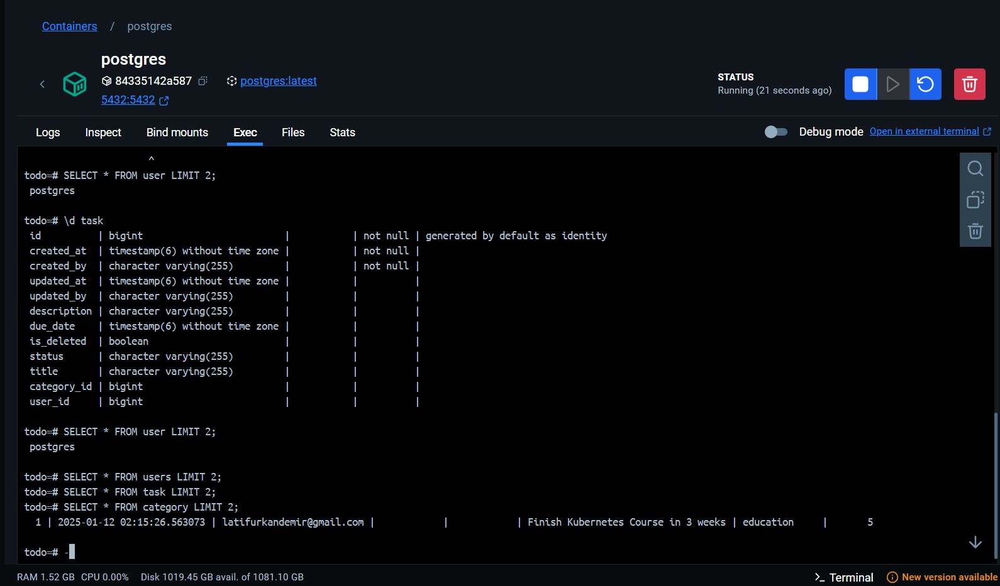 Containers / postgres
postgres
84335142a587 postgres:latest
5432:5432
STATUS
Running (21 seconds ago)
Logs Inspect Bind mounts Exec Files Stats
Debug mode Open in external terminal
^
todo=# SELECT * FROM user LIMIT 2;
postgres
todo=# \d task
id | bigint | | not null | generated by default as identity
created_at | timestamp(6) without time zone | | not null |
created_by | character varying(255) | | not null |
updated_at | timestamp(6) without time zone | | |
updated_by | character varying(255) | | |
description | character varying(255) | | |
due_date | timestamp(6) without time zone | | |
is_deleted | boolean | | |
status | character varying(255) | | |
title | character varying(255) | | |
category_id | bigint | | |
user_id | bigint | | |
todo=# SELECT * FROM user LIMIT 2;
postgres
todo=# SELECT * FROM users LIMIT 2;
todo=# SELECT * FROM task LIMIT 2;
todo=# SELECT * FROM category LIMIT 2;
1 | 2025-01-12 02:15:26.563073 | latifurkandemir@gmail.com | | | Finish Kubernetes Course in 3 weeks | education | 5
todo=# -
RAM 1.52 GB CPU 0.00% Disk 1019.45 GB avail. of 1081.10 GB
>_ Terminal
New version available